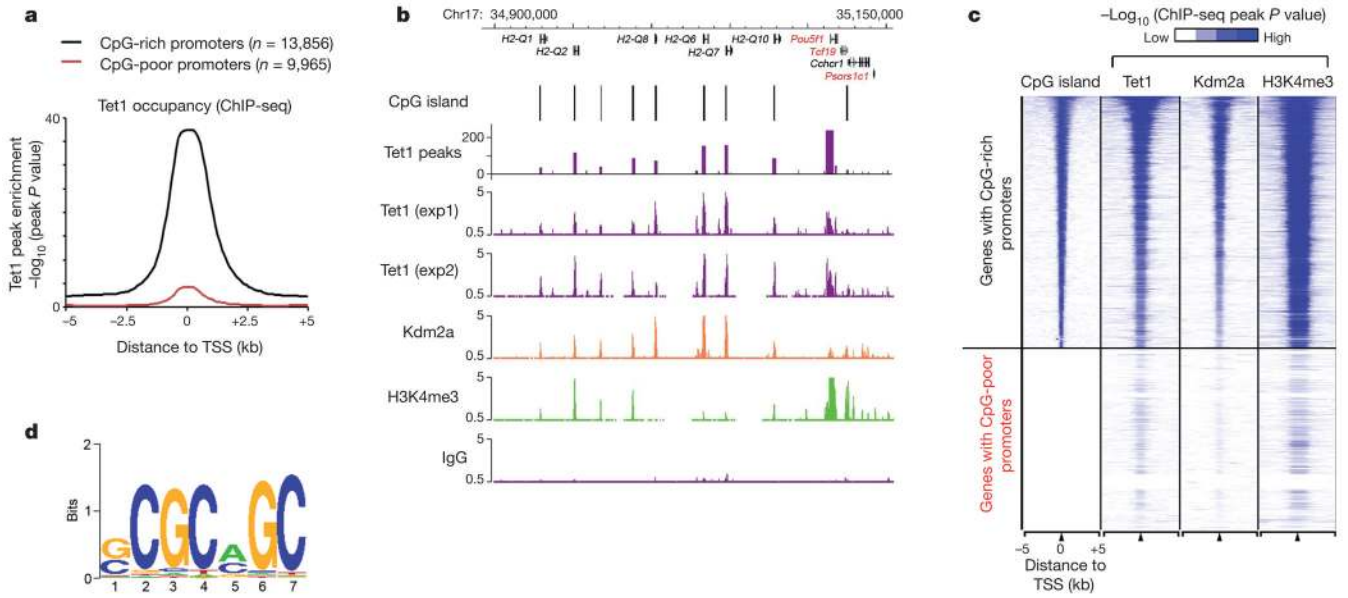 a
CpG-rich promoters (n = 13,856)
CpG-poor promoters (n = 9,965)
Tet1 occupancy (ChIP-seq)
Tet1 peak enrichment
–log10 (peak P value)
40
0
–5
–2.5
0
+2.5
+5
Distance to TSS (kb)
b
Chr17:
34,900,000
35,150,000
H2-Q1
H2-Q2
H2-Q8
H2-Q6
H2-Q7
H2-Q10
Pou5f1
Tcf19
Cchcr1
Psors1c1
CpG island
Tet1 peaks
200
0
Tet1 (exp1)
5
0.5
Tet1 (exp2)
5
0.5
Kdm2a
5
0.5
H3K4me3
5
0.5
IgG
5
0.5
c
–Log10 (ChIP-seq peak P value)
Low
High
CpG island
Tet1
Kdm2a
H3K4me3
Genes with CpG-rich
promoters
Genes with CpG-poor
promoters
–5
0
+5
Distance to
TSS (kb)
d
Bits
2
1
0
G
C
C
G
C
A
C
G
C
1
2
3
4
5
6
7